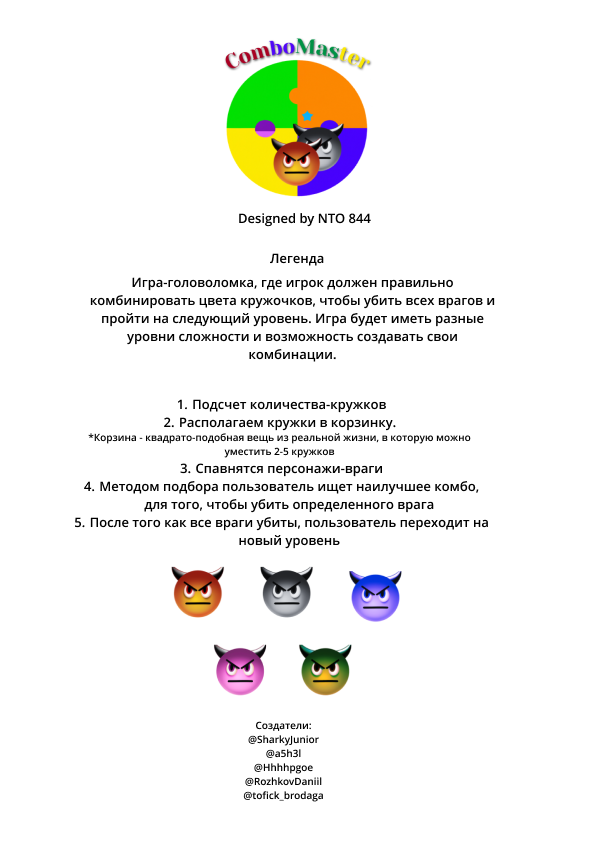 ComboMaster
Designed by NTO 844
Легенда
Игра-головоломка, где игрок должен правильно
комбинировать цвета кружочков, чтобы убить всех врагов и
пройти на следующий уровень. Игра будет иметь разные
уровни сложности и возможность создавать свои
комбинации.
1. Подсчет количества-кружков
2. Располагаем кружки в корзинку.
*Корзина - квадрато-подобная вещь из реальной жизни, в которую можно
уместить 2-5 кружков
3. Спавнятся персонажи-враги
4. Методом подбора пользователь ищет наилучшее комбо,
для того, чтобы убить определенного врага
5. После того как все враги убиты, пользователь переходит на
новый уровень
Создатели:
@SharkyJunior
@a5h3l
@Hhhhpgoe
@RozhkovDaniil
@tofick_brodaga